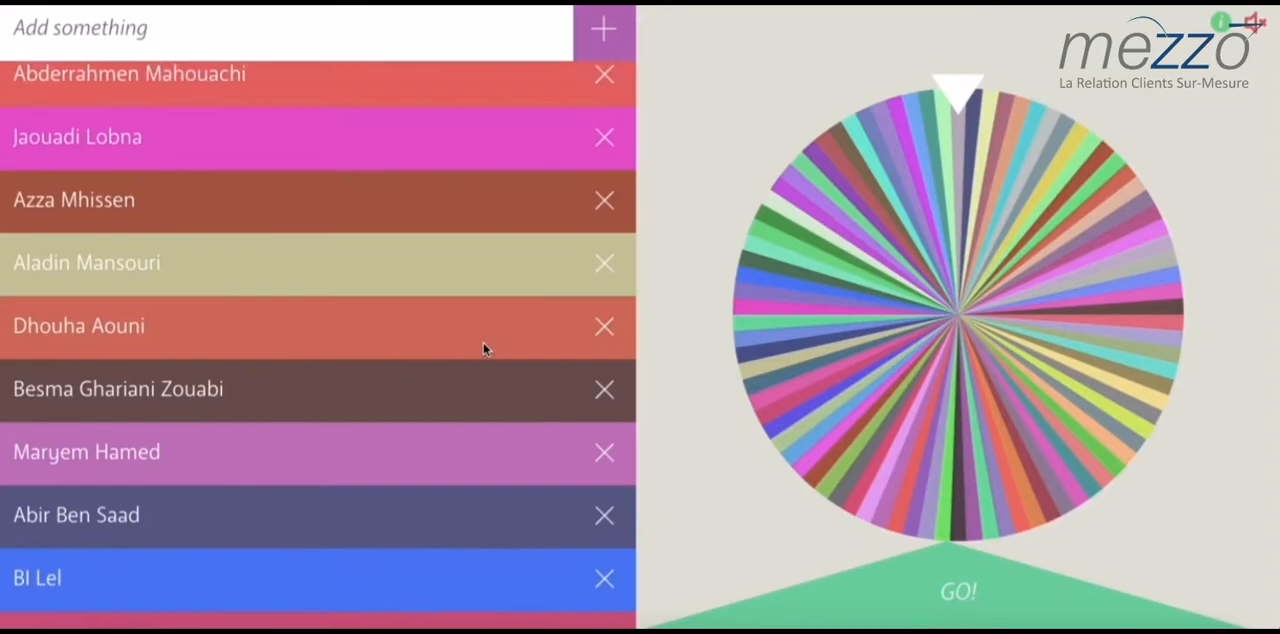 Add something
Abderrahmen Mahouachi
Jaouadi Lobna
Azza Mhissen
Aladin Mansouri
Dhouha Aouni
Besma Ghariani Zouabi
Maryem Hamed
Abir Ben Saad
BI Lel
mezzo
La Relation Clients Sur-Mesure
GO!